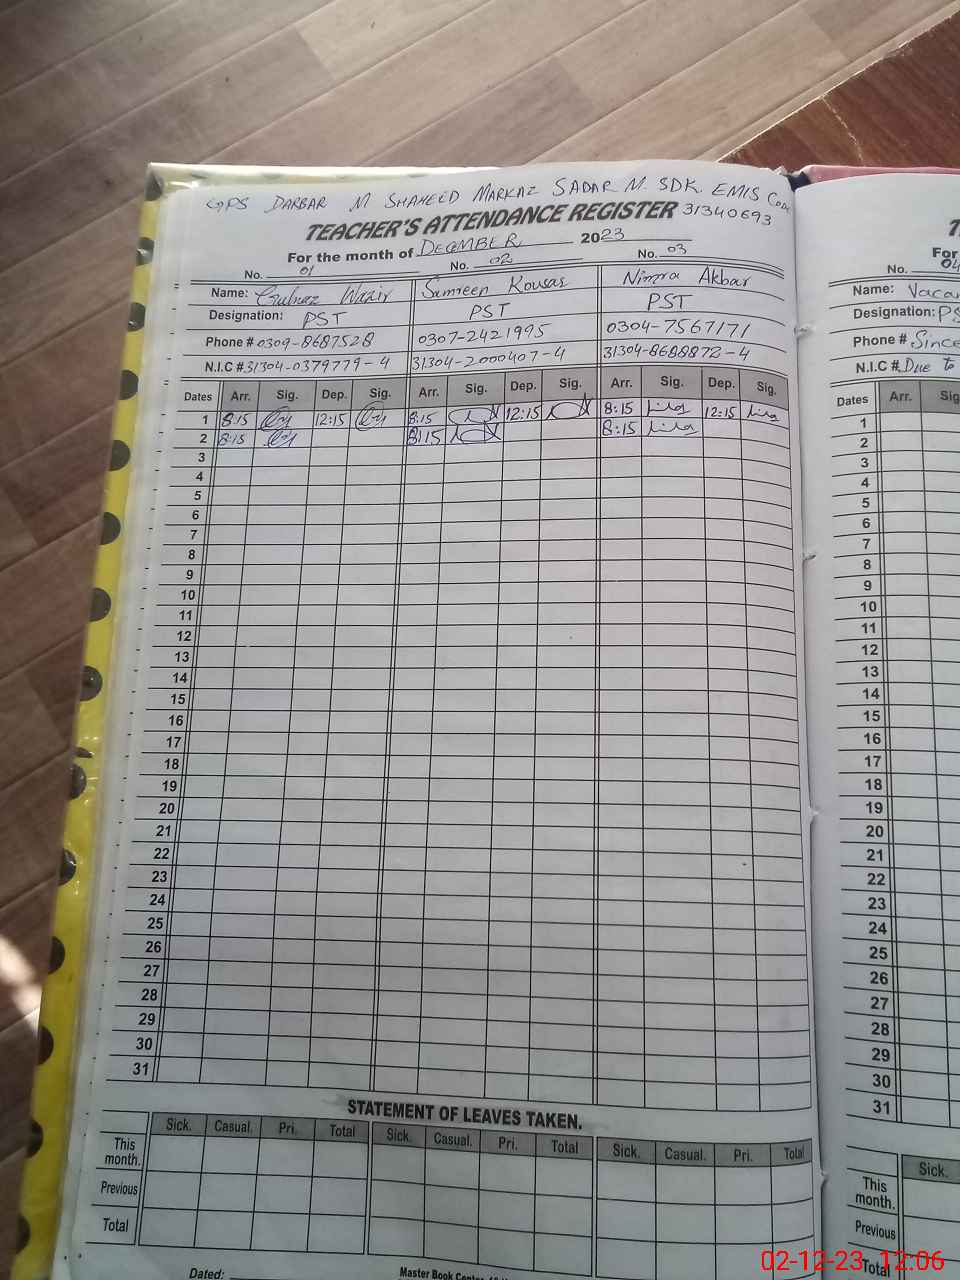 GPS DARBAR M SHAHEED MARKAZ SADAR M. SDK. EMIS Code
TEACHER'S ATTENDANCE REGISTER 31340693
For the month of DECEMBER 2023
No. 01 No. 02 No. 03
Name: Gulnaz Wazir Samreen Kousar Nimra Akbar
Designation: PST PST PST
Phone # 0309-8687528 0307-2421995 0304-7567171
N.I.C # 31304-0379779-4 31304-2000407-4 31304-8688872-4
Dates Arr. Sig. Dep. Sig. Arr. Sig. Dep. Sig. Arr. Sig. Dep. Sig.
1 8:15 12:15 8:15 12:15 8:15 12:15
2 8:15 8:15 8:15
3
4
5
6
7
8
9
10
11
12
13
14
15
16
17
18
19
20
21
22
23
24
25
26
27
28
29
30
31
STATEMENT OF LEAVES TAKEN.
Sick. Casual. Pri. Total Sick. Casual. Pri. Total Sick. Casual. Pri. Total
This month.
Previous
Total
Dated: Master Book Center
For
No. 04
Name: Vacan
Designation: PS
Phone # Since
N.I.C # Due to
Dates Arr. Sig
1
2
3
4
5
6
7
8
9
10
11
12
13
14
15
16
17
18
19
20
21
22
23
24
25
26
27
28
29
30
31
Sick.
This month.
Previous
Total
02-12-23 12:06